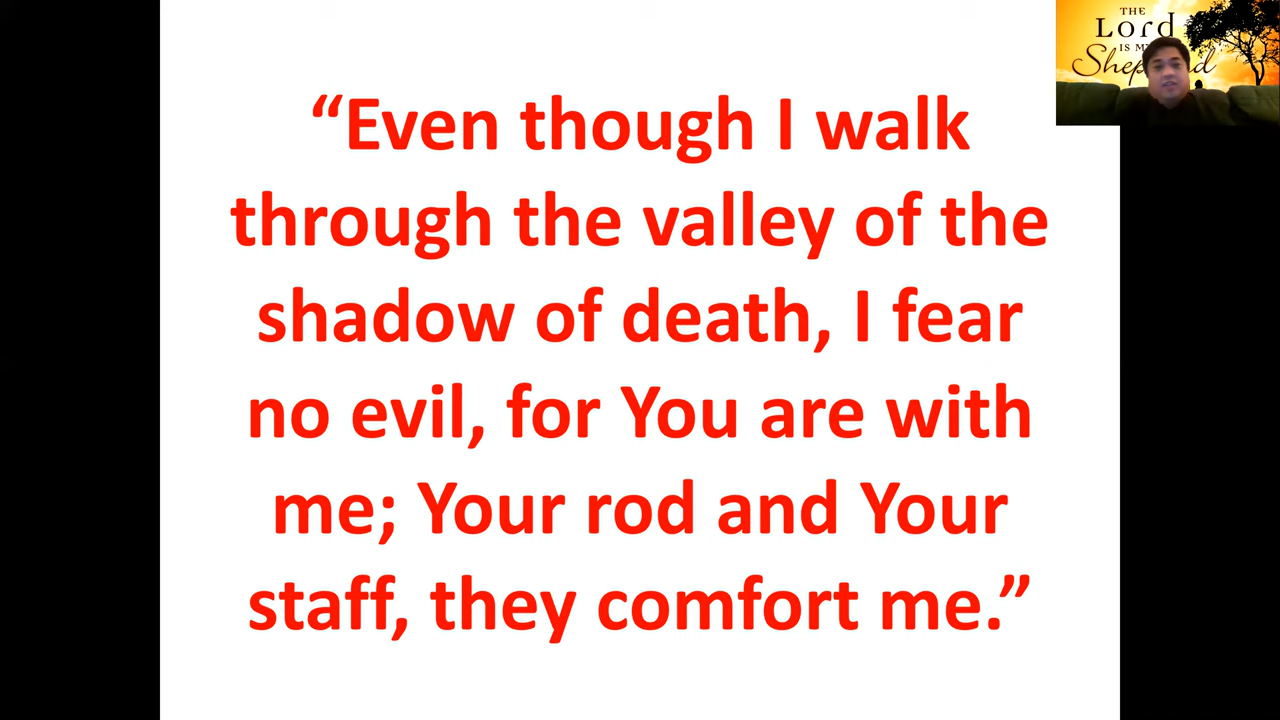 “Even though I walk
through the valley of the
shadow of death, I fear
no evil, for You are with
me; Your rod and Your
staff, they comfort me.”
THE
Lord
IS